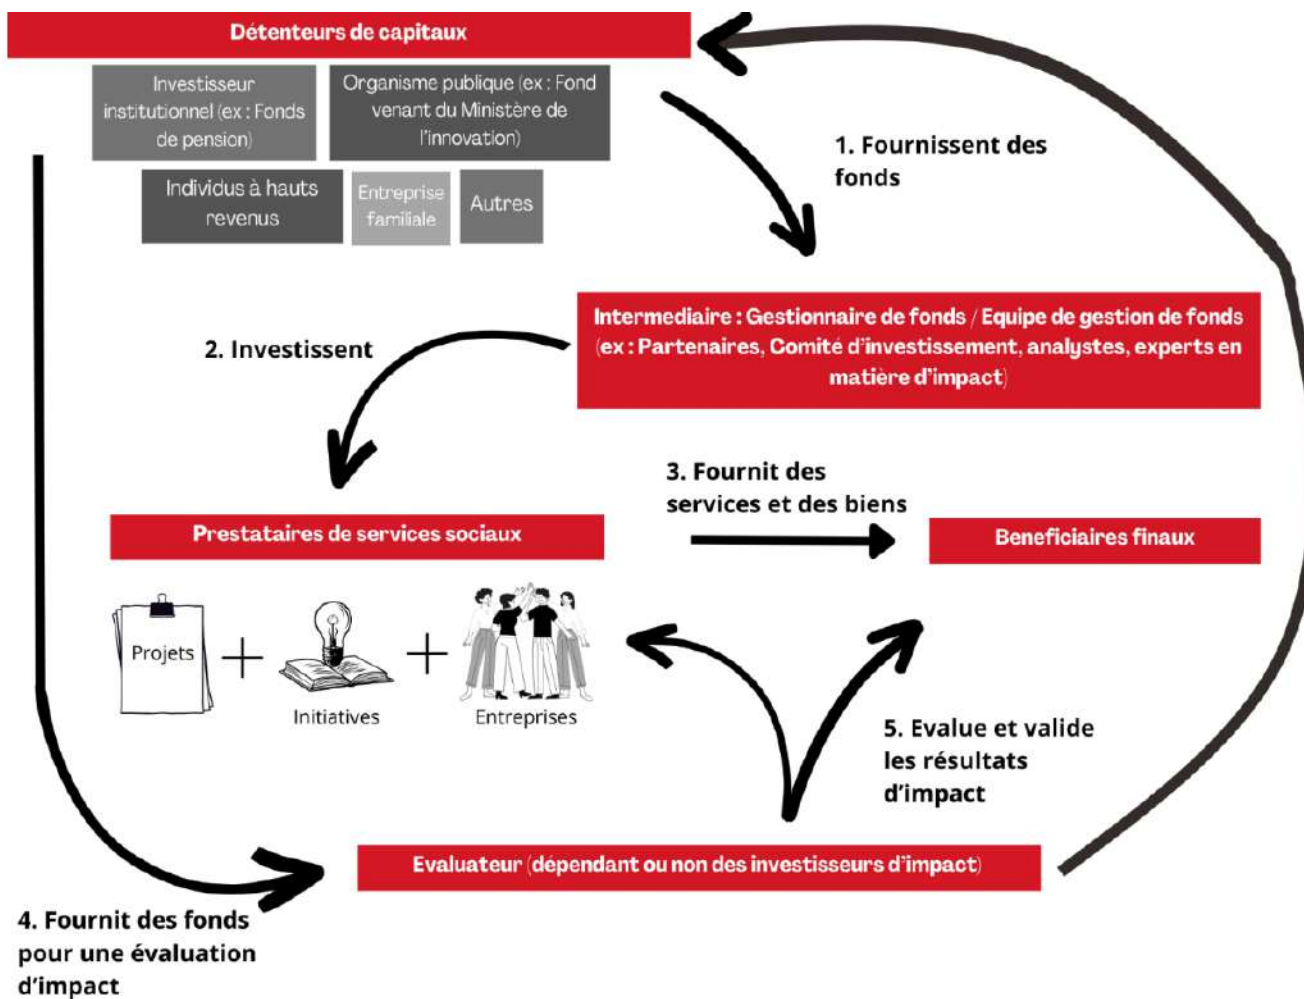 Détenteurs de capitaux
Investisseur
institutionnel (ex : Fonds
de pension)
Organisme publique (ex : Fond
venant du Ministère de
l'innovation)
Individus à hauts
revenus
Entreprise
familiale
Autres
1. Fournissent des
fonds
Intermediaire : Gestionnaire de fonds / Equipe de gestion de fonds
(ex : Partenaires, Comité d'investissement, analystes, experts en
matière d'impact)
2. Investissent
3. Fournit des
services et des biens
Prestataires de services sociaux
Beneficiaires finaux
Projets
Initiatives
Entreprises
5. Evalue et valide
les résultats
d'impact
Evaluateur (dépendant ou non des investisseurs d'impact)
4. Fournit des fonds
pour une évaluation
d'impact